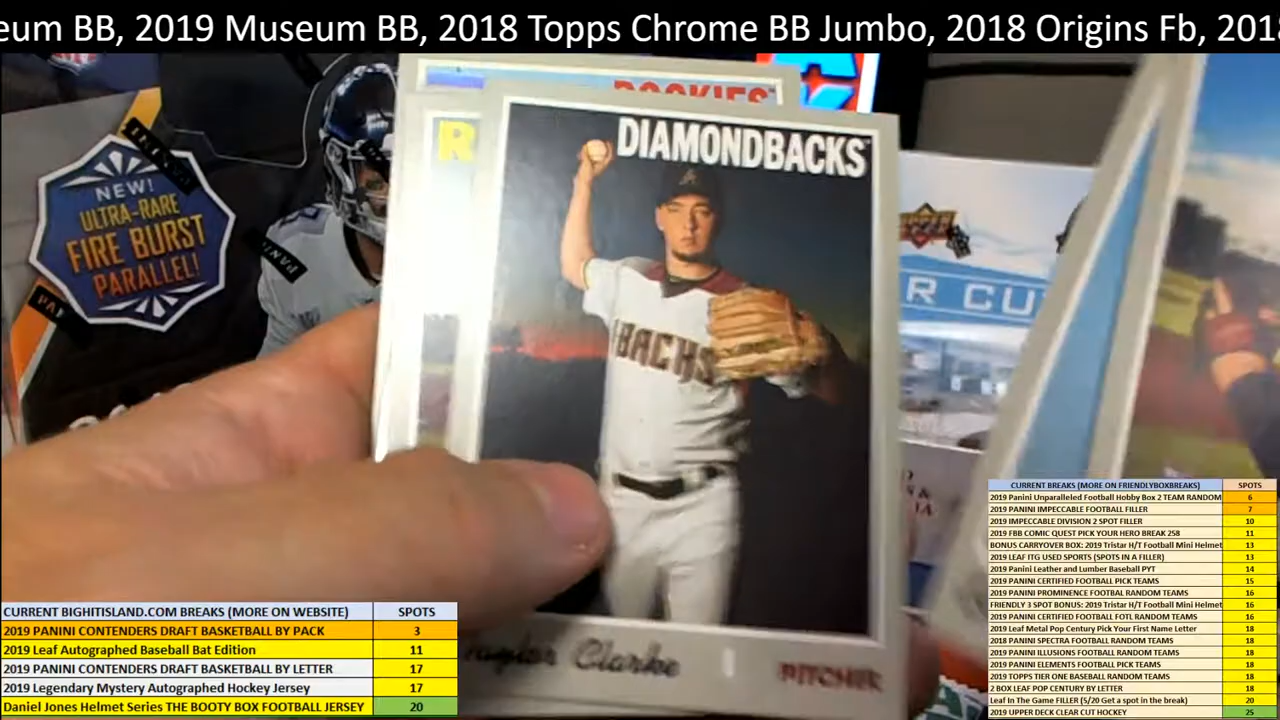 eum BB, 2019 Museum BB, 2018 Topps Chrome BB Jumbo, 2018 Origins Fb, 201
NEW!
ULTRA-RARE
FIRE BURST
PARALLEL!
PANINI
ROOKIES
R
DIAMONDBACKS
BACKS
Clarke
PITCHER
UPPER
R CU
CURRENT BIGHITISLAND.COM BREAKS (MORE ON WEBSITE) SPOTS
2019 PANINI CONTENDERS DRAFT BASKETBALL BY PACK 3
2019 Leaf Autographed Baseball Bat Edition 11
2019 PANINI CONTENDERS DRAFT BASKETBALL BY LETTER 17
2019 Legendary Mystery Autographed Hockey Jersey 17
Daniel Jones Helmet Series THE BOOTY BOX FOOTBALL JERSEY 20
CURRENT BREAKS (MORE ON FRIENDLYBOXBREAKS) SPOTS
2019 Panini Unparalleled Football Hobby Box 2 TEAM RANDOM 6
2019 PANINI IMPECCABLE FOOTBALL FILLER 7
2019 IMPECCABLE DIVISION 2 SPOT FILLER 10
2019 FBB COMIC QUEST PICK YOUR HERO BREAK 258 11
BONUS CARRYOVER BOX: 2019 Tristar H/T Football Mini Helmet 13
2019 LEAF ITG USED SPORTS (SPOTS IN A FILLER) 13
2019 Panini Leather and Lumber Baseball PYT 14
2019 PANINI CERTIFIED FOOTBALL PICK TEAMS 15
2019 PANINI PROMINENCE FOOTBAL RANDOM TEAMS 16
FRIENDLY 3 SPOT BONUS: 2019 Tristar H/T Football Mini Helmet 16
2019 PANINI CERTIFIED FOOTBALL FOTL RANDOM TEAMS 16
2019 Leaf Metal Pop Century Pick Your First Name Letter 18
2018 PANINI SPECTRA FOOTBALL RANDOM TEAMS 18
2019 PANINI ILLUSIONS FOOTBALL RANDOM TEAMS 18
2019 PANINI ELEMENTS FOOTBALL PICK TEAMS 18
2019 TOPPS TIER ONE BASEBALL RANDOM TEAMS 18
2 BOX LEAF POP CENTURY BY LETTER 18
Leaf In The Game FILLER (5/20 Get a spot in the break) 20
2019 UPPER DECK CLEAR CUT HOCKEY 25